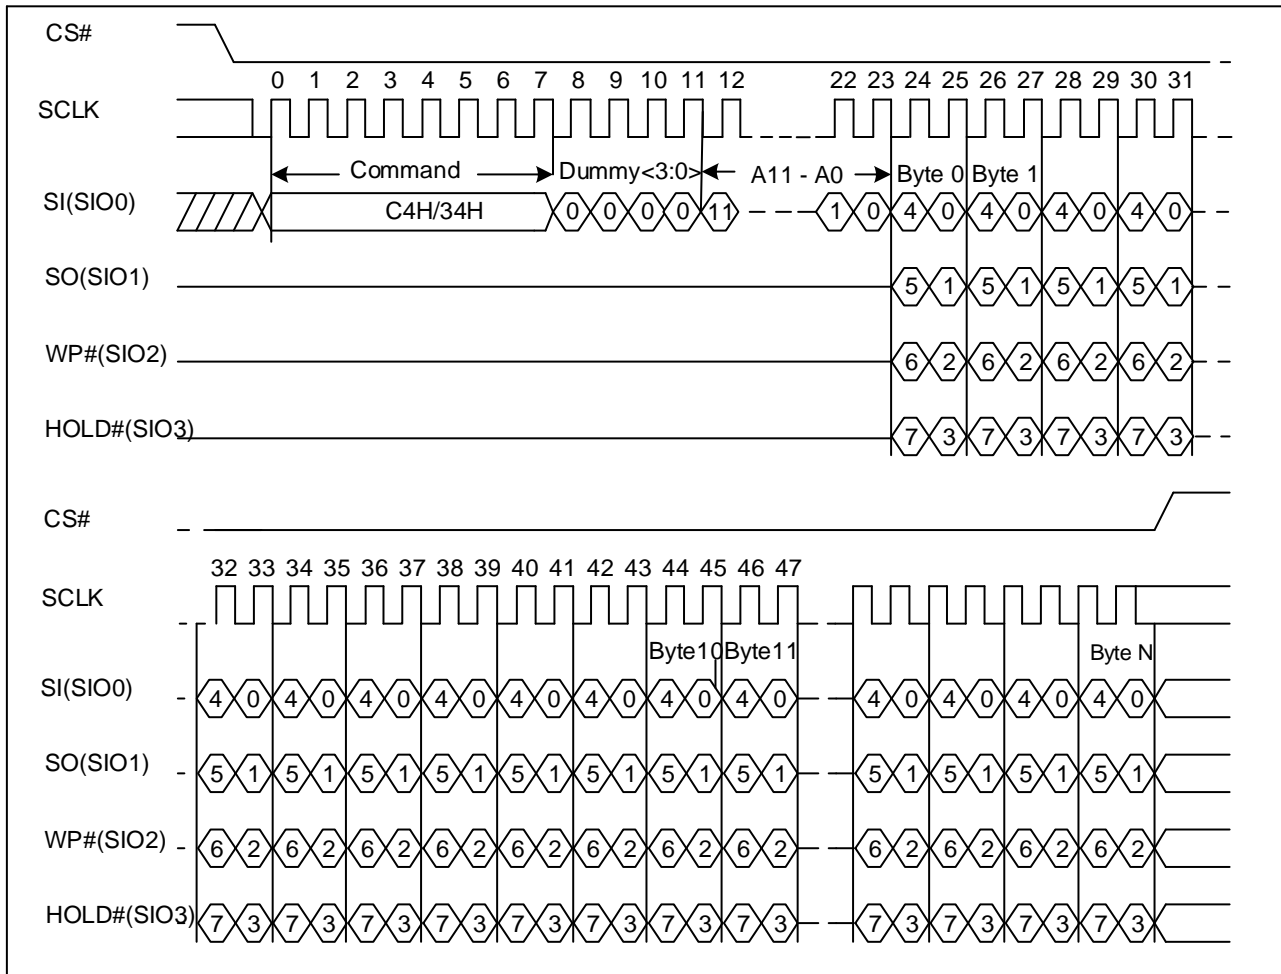 CS#
0 1 2 3 4 5 6 7 8 9 10 11 12 22 23 24 25 26 27 28 29 30 31
SCLK
Command Dummy<3:0> A11 - A0 Byte 0 Byte 1
SI(SIO0) C4H/34H 0 0 0 0 11 1 0 4 0 4 0 4 0 4 0
SO(SIO1) 5 1 5 1 5 1 5 1
WP#(SIO2) 6 2 6 2 6 2 6 2
HOLD#(SIO3) 7 3 7 3 7 3 7 3
CS#
32 33 34 35 36 37 38 39 40 41 42 43 44 45 46 47
SCLK
Byte10 Byte11 Byte N
SI(SIO0) 4 0 4 0 4 0 4 0 4 0 4 0 4 0 4 0 4 0 4 0 4 0 4 0
SO(SIO1) 5 1 5 1 5 1 5 1 5 1 5 1 5 1 5 1 5 1 5 1 5 1 5 1
WP#(SIO2) 6 2 6 2 6 2 6 2 6 2 6 2 6 2 6 2 6 2 6 2 6 2 6 2
HOLD#(SIO3) 7 3 7 3 7 3 7 3 7 3 7 3 7 3 7 3 7 3 7 3 7 3 7 3